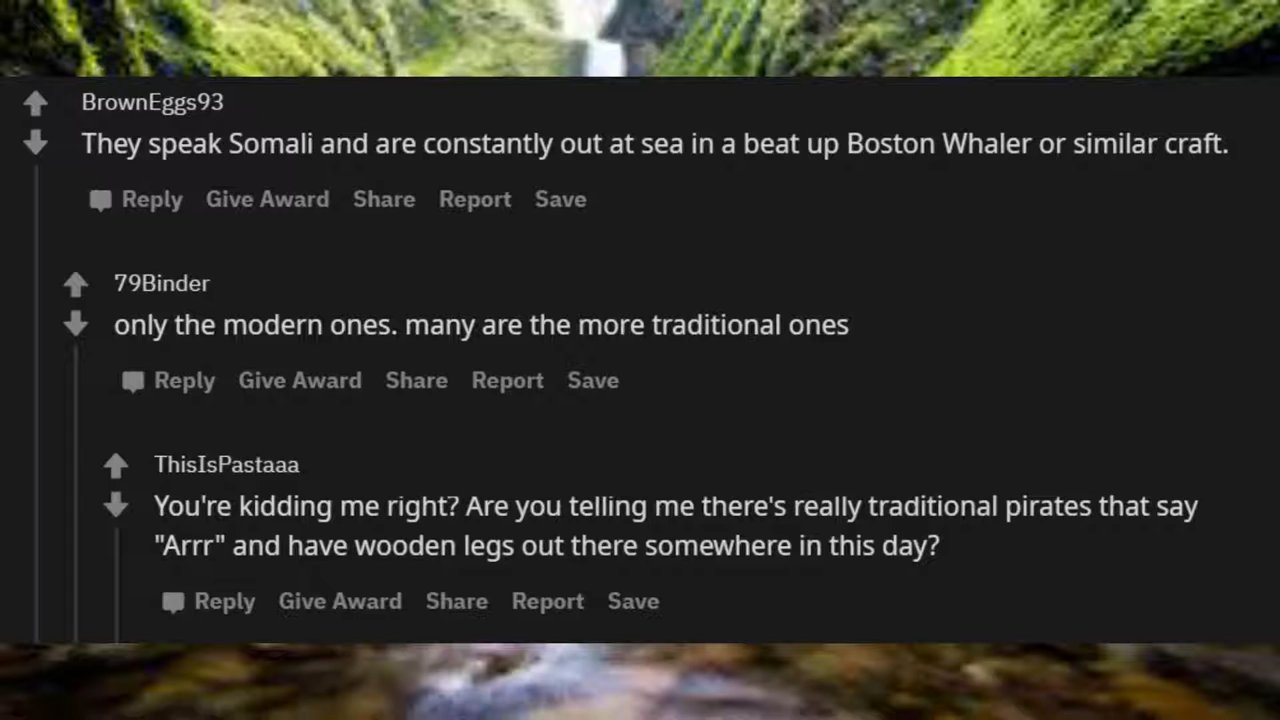 BrownEggs93
They speak Somali and are constantly out at sea in a beat up Boston Whaler or similar craft.
Reply Give Award Share Report Save
79Binder
only the modern ones. many are the more traditional ones
Reply Give Award Share Report Save
ThisIsPastaaa
You're kidding me right? Are you telling me there's really traditional pirates that say
"Arrr" and have wooden legs out there somewhere in this day?
Reply Give Award Share Report Save